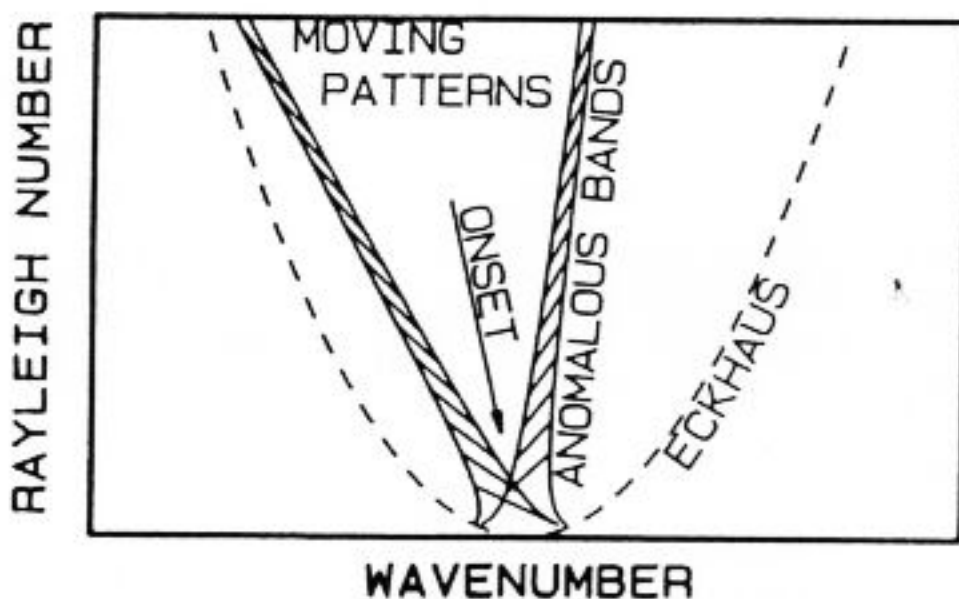 MOVING
PATTERNS
RAYLEIGH NUMBER
ONSET
ANOMALOUS BANDS
ECKHAUS
WAVENUMBER